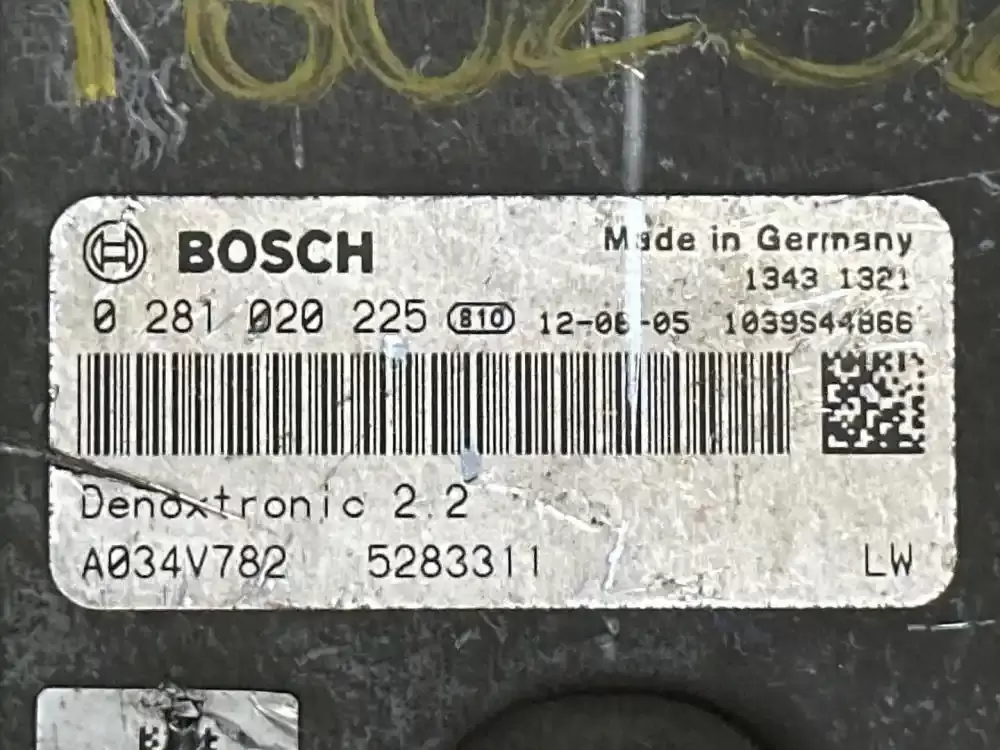 BOSCH
Made in Germany
1343 1321
0 281 020 225 810 12-06-05 1039S44866
Denoxtronic 2.2
A034V782 5283311 LW